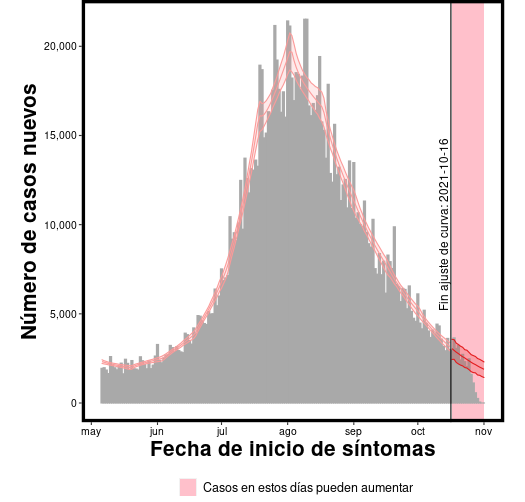 Número de casos nuevos
20,000
15,000
10,000
5,000
0
Fin ajuste de curva: 2021-10-16
may jun jul ago sep oct nov
Fecha de inicio de síntomas
Casos en estos días pueden aumentar